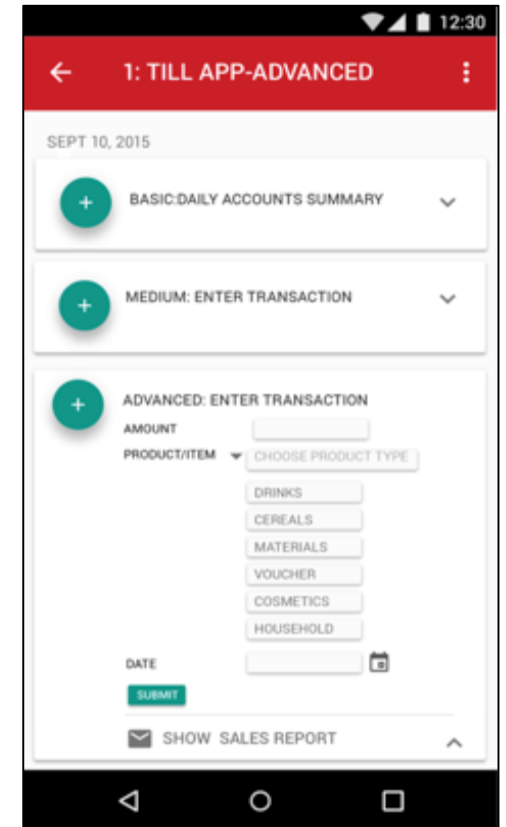 12:30
1: TILL APP-ADVANCED
SEPT 10, 2015
BASIC:DAILY ACCOUNTS SUMMARY
MEDIUM: ENTER TRANSACTION
ADVANCED: ENTER TRANSACTION
AMOUNT
PRODUCT/ITEM CHOOSE PRODUCT TYPE
DRINKS
CEREALS
MATERIALS
VOUCHER
COSMETICS
HOUSEHOLD
DATE
SUBMIT
SHOW SALES REPORT